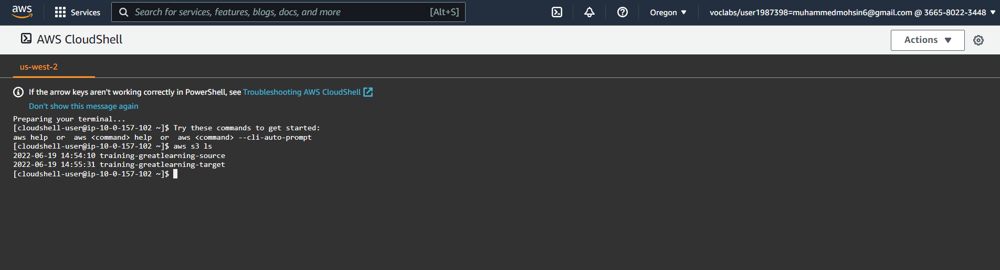 aws Services Search for services, features, blogs, docs, and more [Alt+S] Oregon voclabs/user1987398=muhammedmohsin6@gmail.com @ 3665-8022-3448
AWS CloudShell Actions
us-west-2
If the arrow keys aren't working correctly in PowerShell, see Troubleshooting AWS CloudShell
Don't show this message again
Preparing your terminal...
[cloudshell-user@ip-10-0-157-102 ~]$ Try these commands to get started:
aws help  or  aws <command> help  or  aws <command> --cli-auto-prompt
[cloudshell-user@ip-10-0-157-102 ~]$ aws s3 ls
2022-06-19 14:54:10 training-greatlearning-source
2022-06-19 14:55:31 training-greatlearning-target
[cloudshell-user@ip-10-0-157-102 ~]$